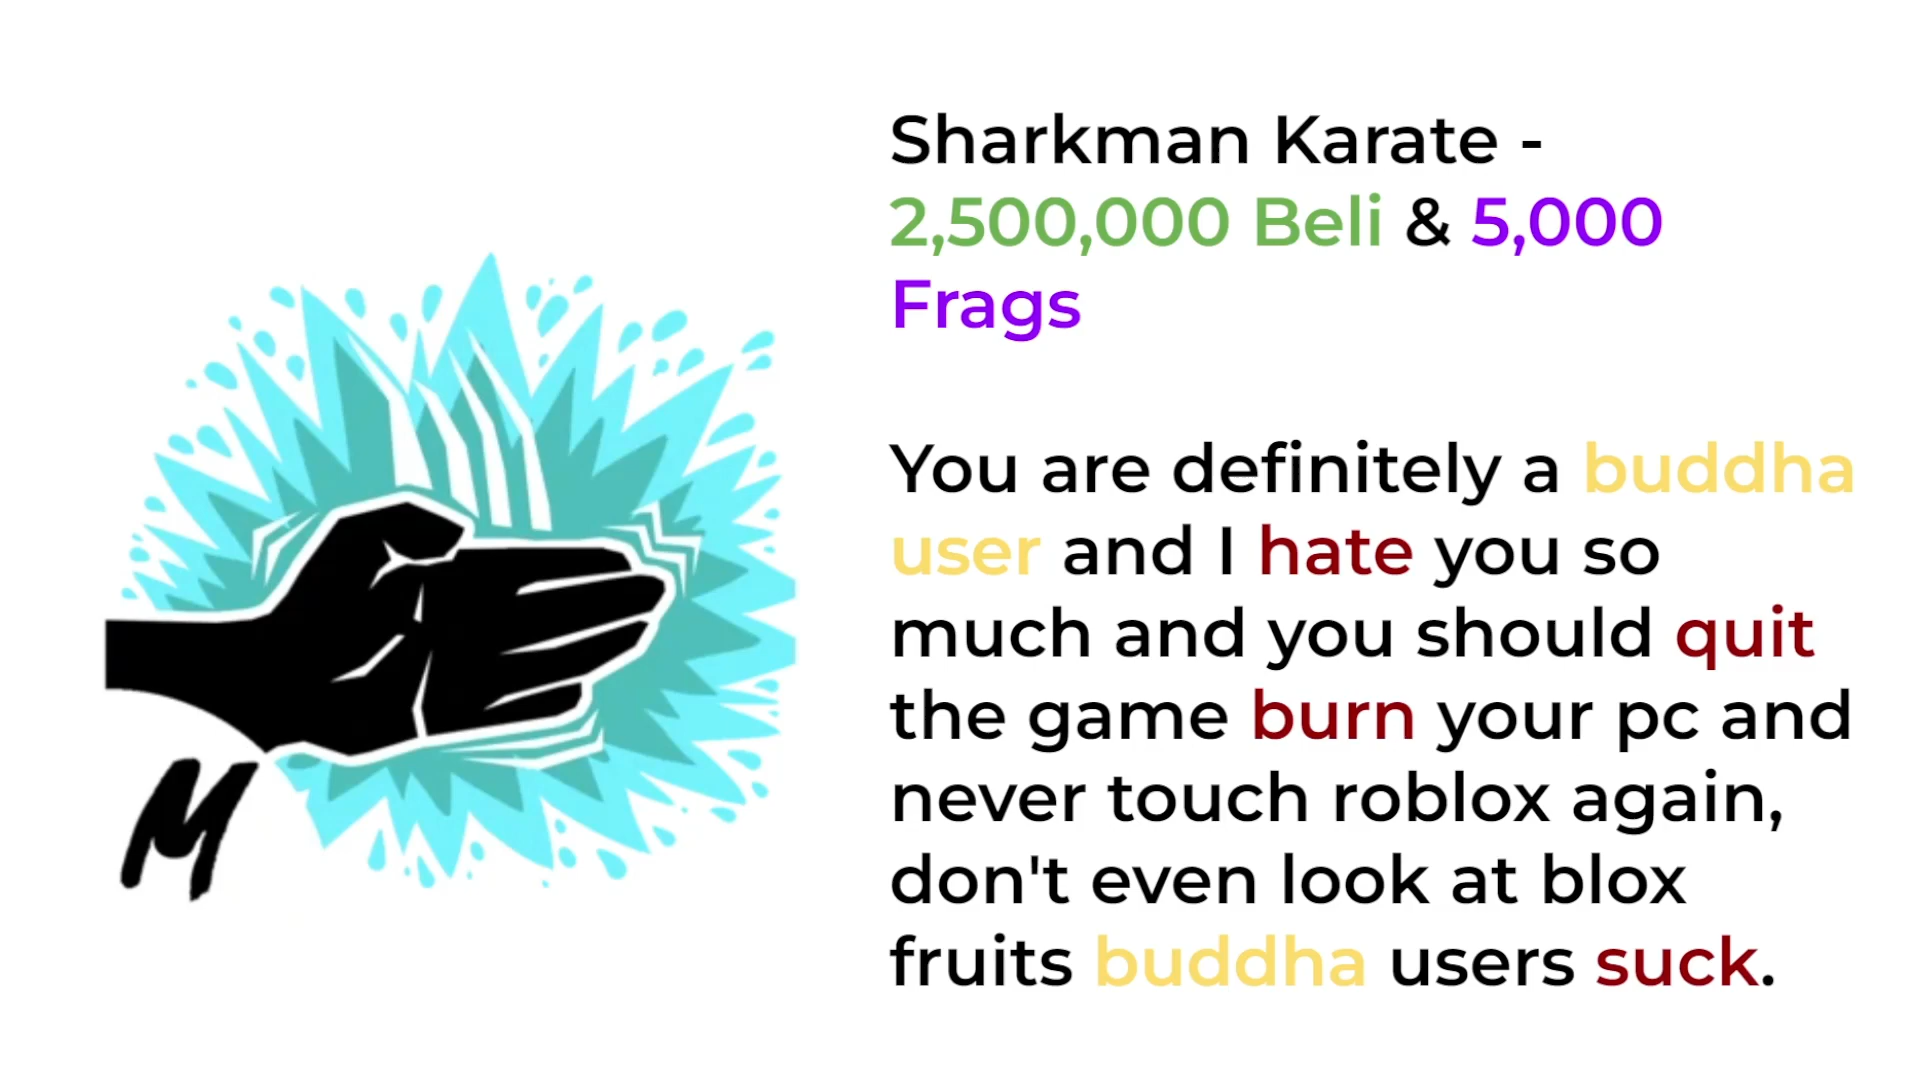 Sharkman Karate -
2,500,000 Beli & 5,000
Frags
You are definitely a buddha
user and I hate you so
much and you should quit
the game burn your pc and
never touch roblox again,
don't even look at blox
fruits buddha users suck.
M